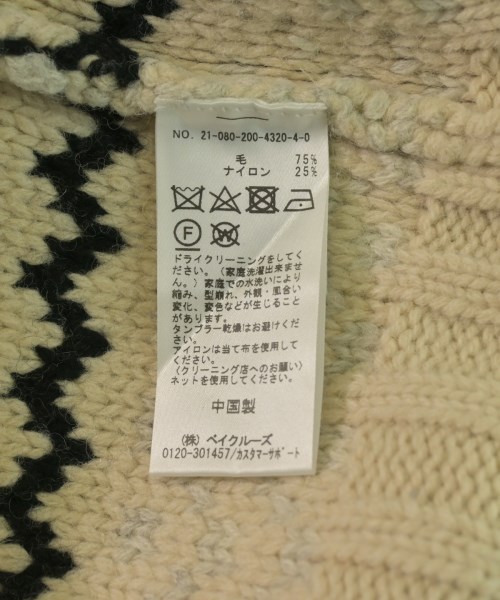 NO. 21-080-200-4320-4-0
毛 75%
ナイロン 25%
F W
ドライクリーニングをしてく
ださい。(家庭洗濯出来ませ
ん。)家庭での水洗いにより
縮み、型崩れ、外観・風合い
変化、変色などが生じること
があります。
タンブラー乾燥はお避けくだ
さい。
アイロンは当て布を使用して
ください。
〈クリーニング店へのお願い〉
ネットを使用してください。
中国製
(株) ベイクルーズ
0120-301457/カスタマーサポート